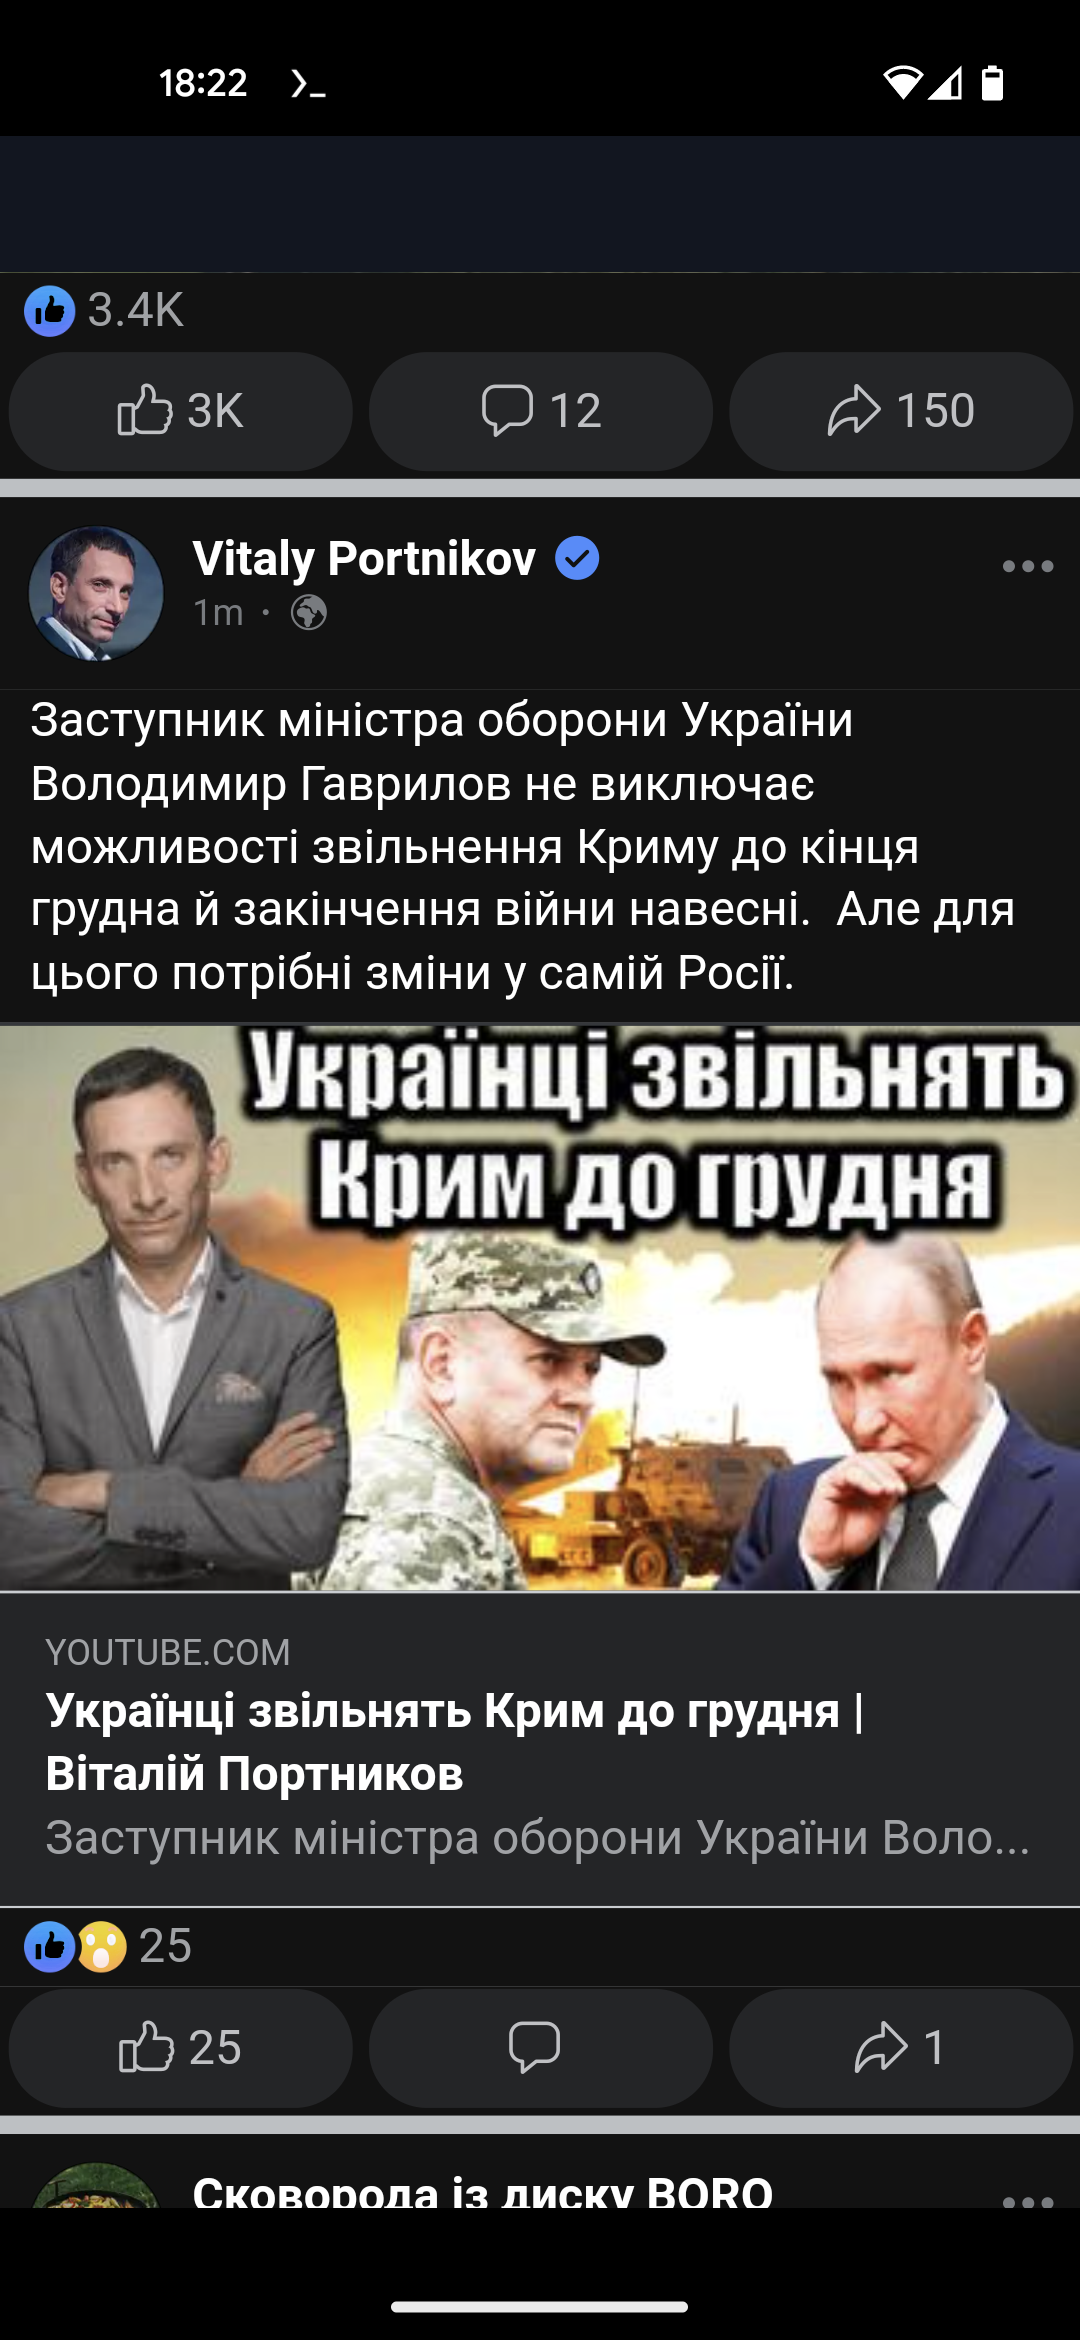 18:22
3.4K
3K
12
150
Vitaly Portnikov
1m ·
Заступник міністра оборони України
Володимир Гаврилов не виключає
можливості звільнення Криму до кінця
грудна й закінчення війни навесні.  Але для
цього потрібні зміни у самій Росії.
Українці звільнять
Крим до грудня
YOUTUBE.COM
Українці звільнять Крим до грудня |
Віталій Портников
Заступник міністра оборони України Воло...
25
25
1
Сковорода із диску BORO